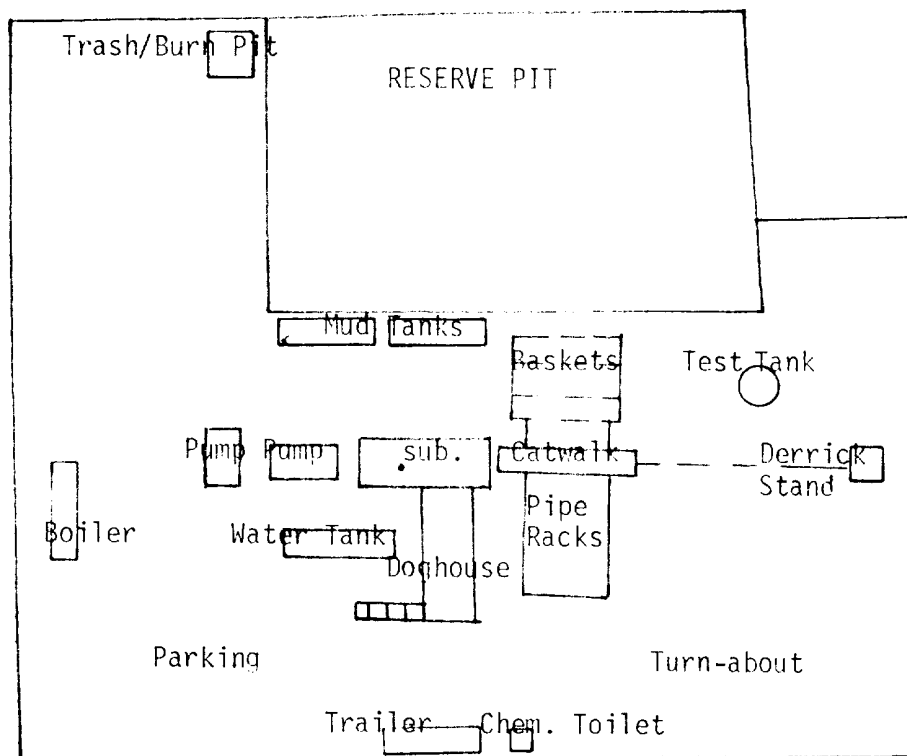 Trash/Burn Pit
RESERVE PIT
Mud Tanks
Baskets
Test Tank
Pump Pump
sub.
Catwalk
Derrick
Stand
Pipe
Racks
Boiler
Water Tank
Doghouse
Parking
Turn-about
Trailer
Chem. Toilet